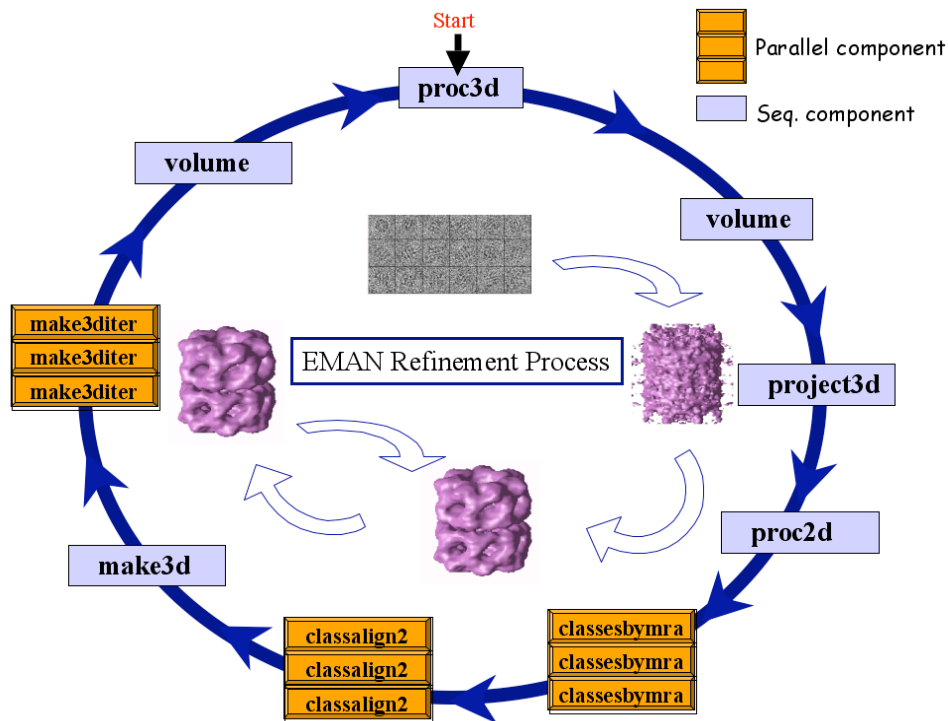 Start
proc3d
Parallel component
Seq. component
volume
volume
make3diter
make3diter
make3diter
EMAN Refinement Process
project3d
proc2d
make3d
classesbymra
classesbymra
classesbymra
classalign2
classalign2
classalign2